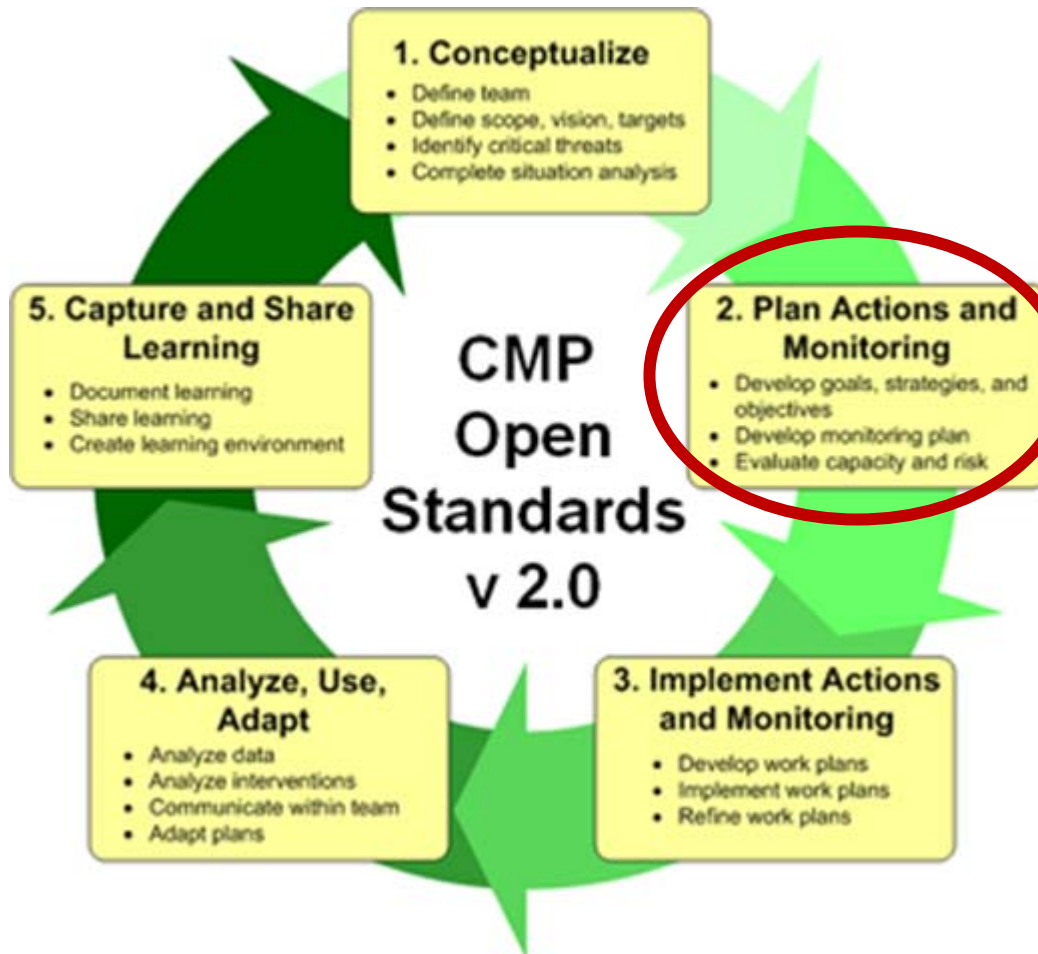 1. Conceptualize
• Define team
• Define scope, vision, targets
• Identify critical threats
• Complete situation analysis
2. Plan Actions and
Monitoring
• Develop goals, strategies, and
objectives
• Develop monitoring plan
• Evaluate capacity and risk
3. Implement Actions
and Monitoring
• Develop work plans
• Implement work plans
• Refine work plans
4. Analyze, Use,
Adapt
• Analyze data
• Analyze interventions
• Communicate within team
• Adapt plans
5. Capture and Share
Learning
• Document learning
• Share learning
• Create learning environment
CMP
Open
Standards
v 2.0